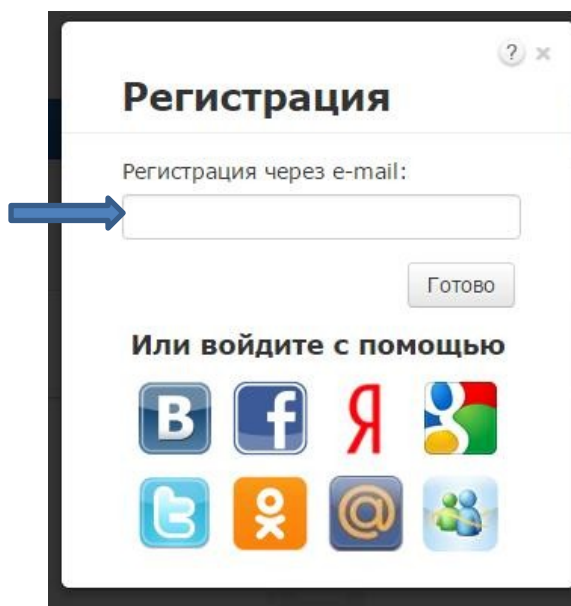 ?
Регистрация
Регистрация через e-mail:
Готово
Или войдите с помощью
В f Я g
t @